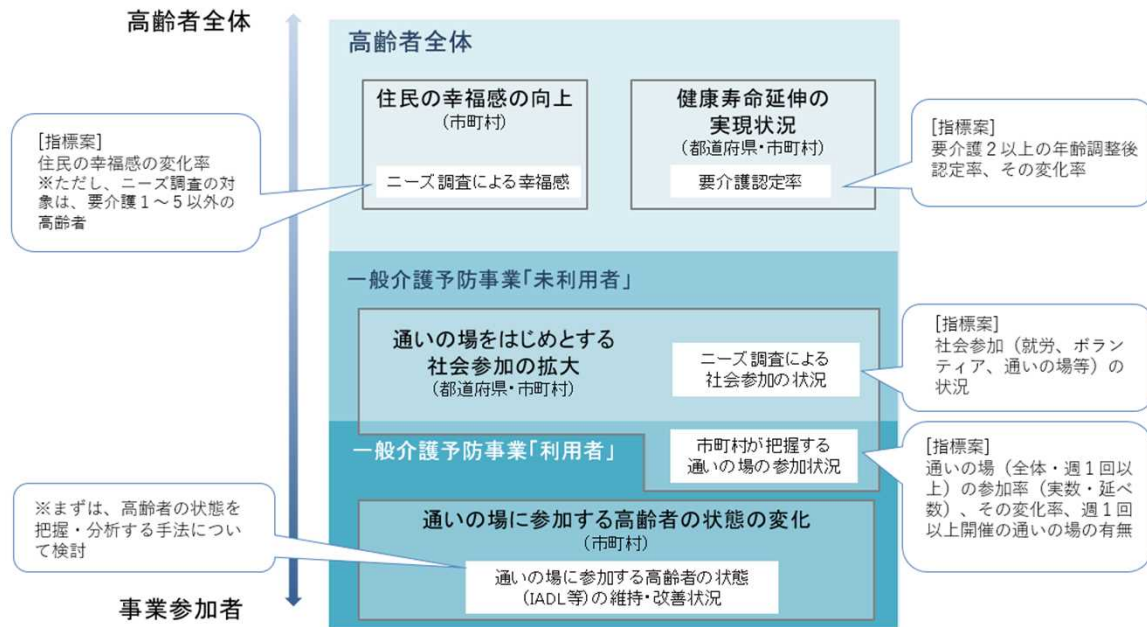 高齢者全体
高齢者全体
住民の幸福感の向上
(市町村)
ニーズ調査による幸福感
健康寿命延伸の
実現状況
(都道府県・市町村)
要介護認定率
[指標案]
住民の幸福感の変化率
※ただし、ニーズ調査の対
象は、要介護1~5以外の
高齢者
[指標案]
要介護2以上の年齢調整後
認定率、その変化率
一般介護予防事業「未利用者」
通いの場をはじめとする
社会参加の拡大
(都道府県・市町村)
ニーズ調査による
社会参加の状況
[指標案]
社会参加(就労、ボラン
ティア、通いの場等)の
状況
一般介護予防事業「利用者」
市町村が把握する
通いの場の参加状況
[指標案]
通いの場(全体・週1回以
上)の参加率(実数・延べ
数)、その変化率、週1回
以上開催の通いの場の有無
※まずは、高齢者の状態を
把握・分析する手法につい
て検討
通いの場に参加する高齢者の状態の変化
(市町村)
通いの場に参加する高齢者の状態
(IADL等)の維持・改善状況
事業参加者